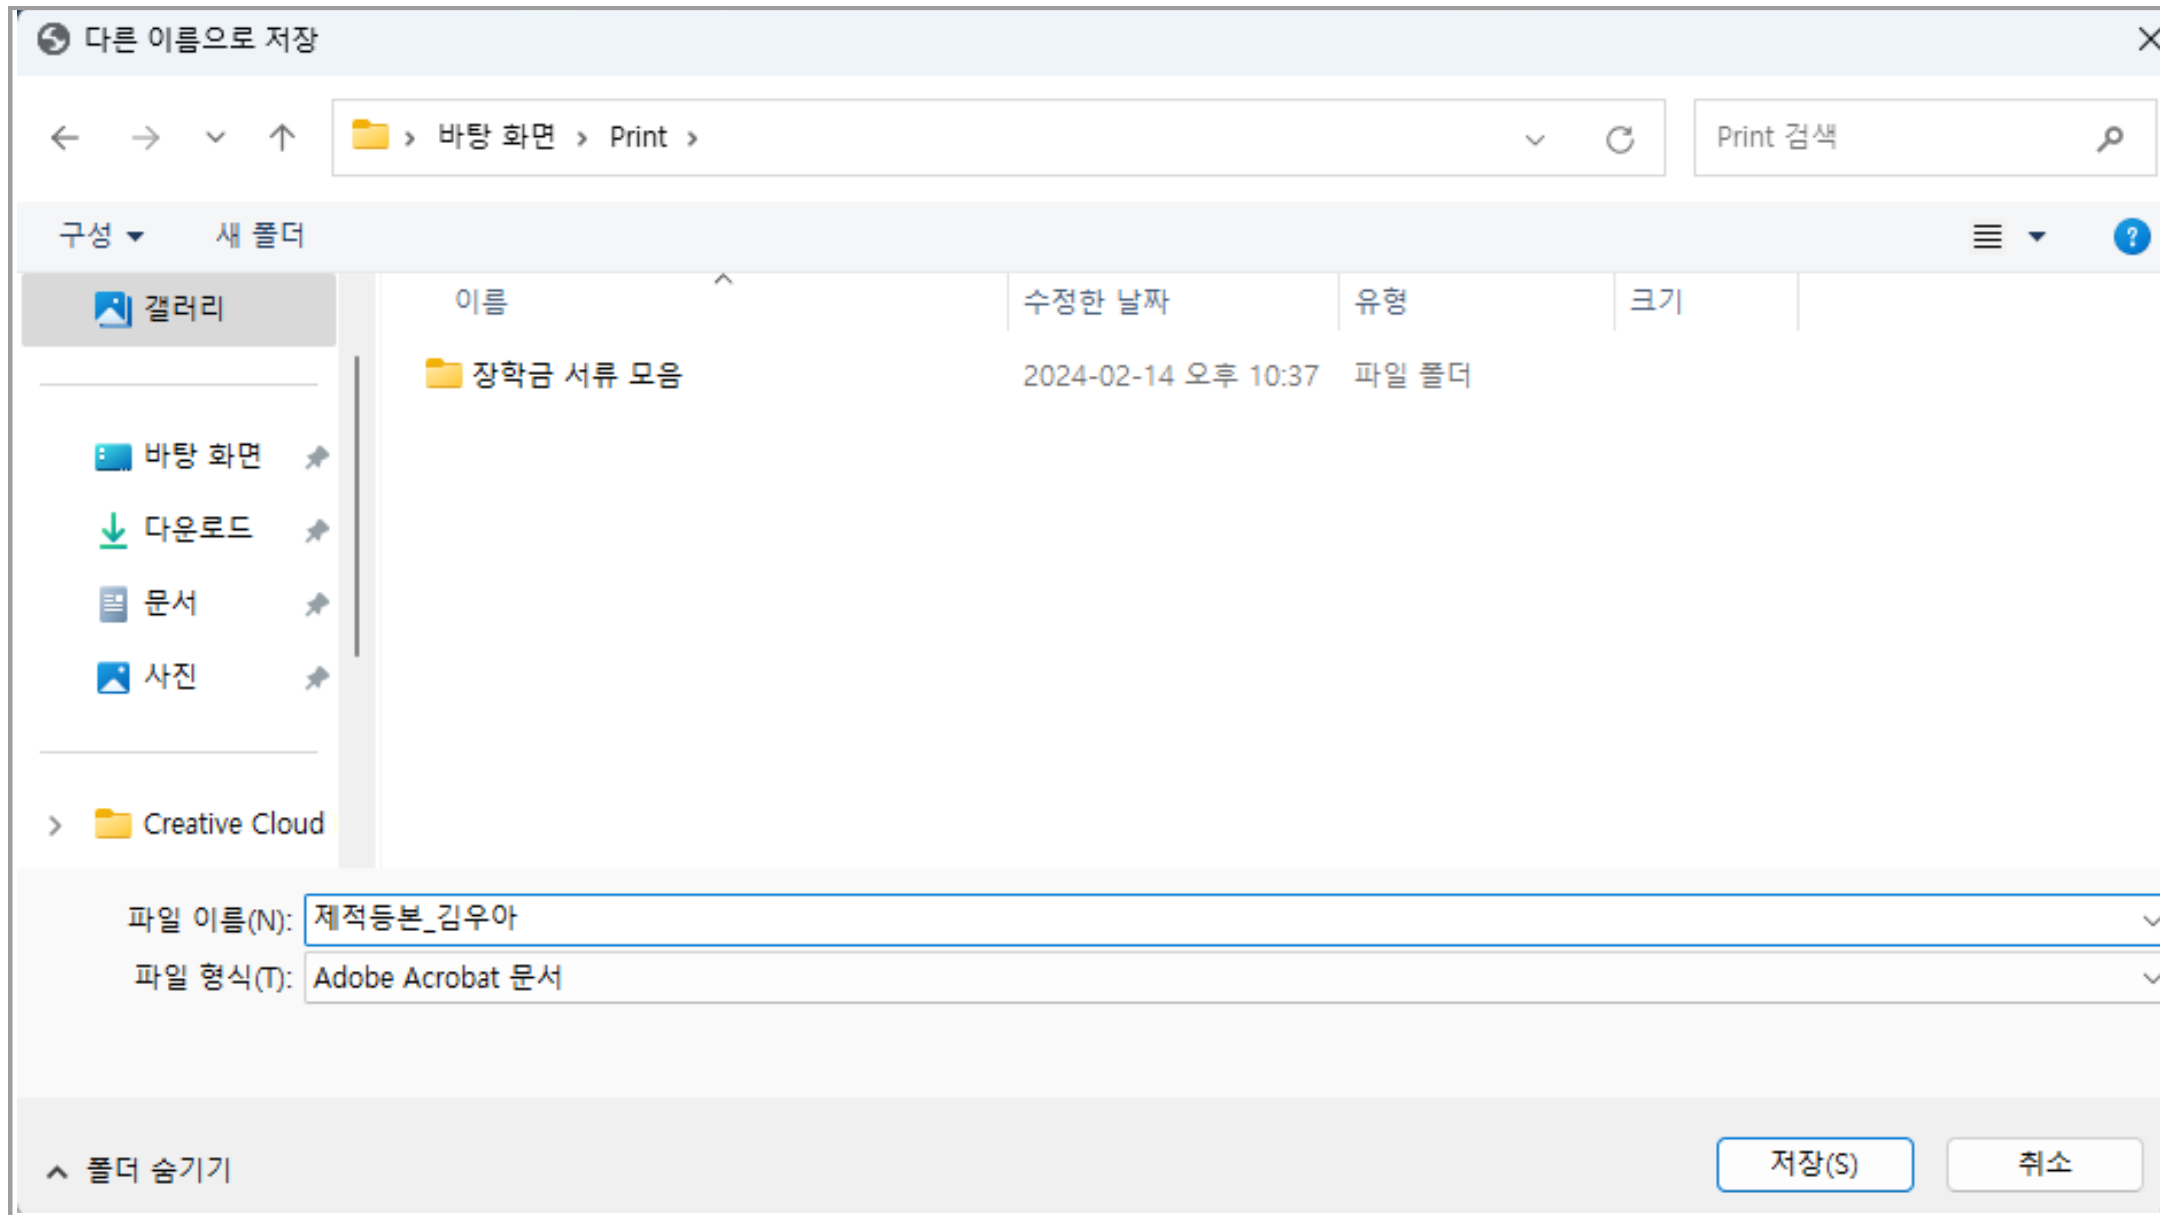 다른 이름으로 저장
바탕 화면 > Print >
Print 검색
구성
새 폴더
갤러리
이름
수정한 날짜
유형
크기
장학금 서류 모음
2024-02-14 오후 10:37
파일 폴더
바탕 화면
다운로드
문서
사진
Creative Cloud
파일 이름(N): 제적등본_김우아
파일 형식(T): Adobe Acrobat 문서
폴더 숨기기
저장(S)
취소